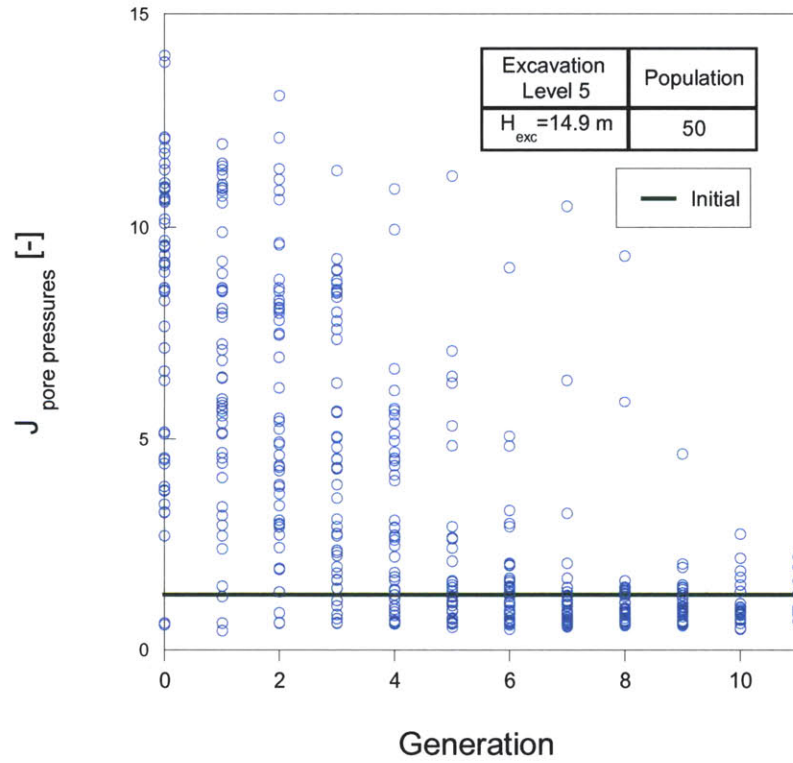 15
10
5
0
J pore pressures [-]
Excavation Level 5
Population
H exc =14.9 m
50
Initial
0
2
4
6
8
10
Generation